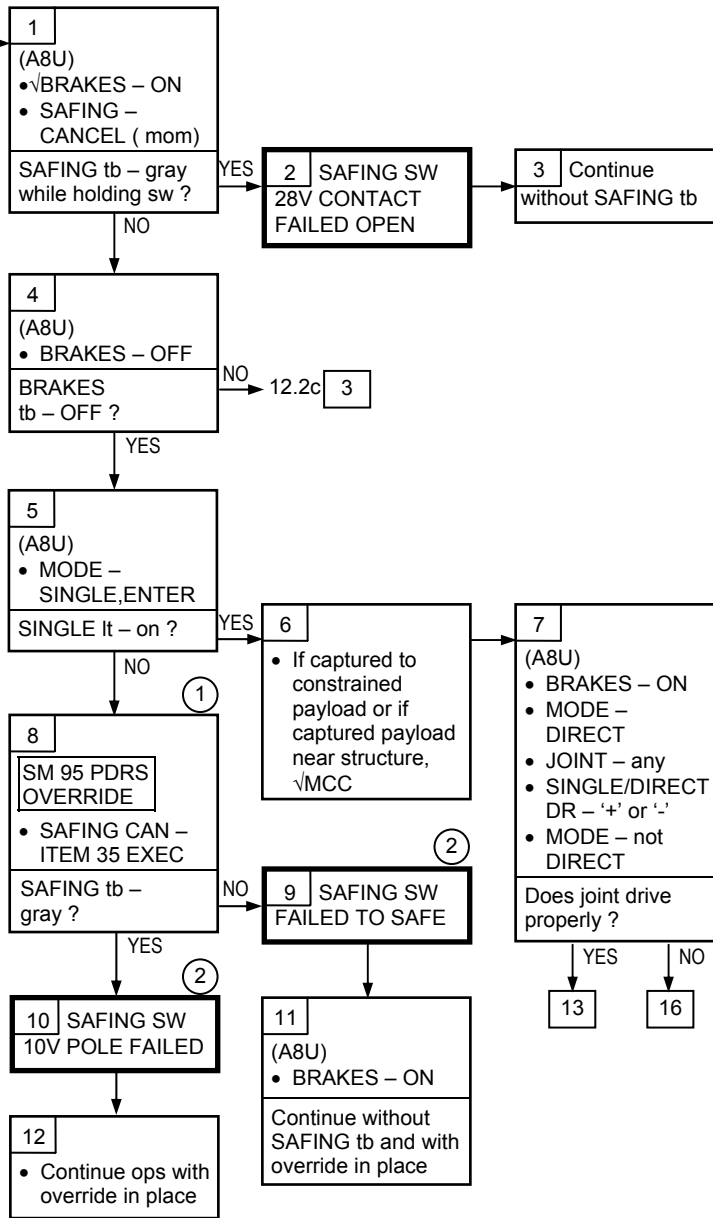 1
(A8U)
•√BRAKES – ON
• SAFING –
CANCEL ( mom)
SAFING tb – gray
while holding sw ?
YES
NO
2 SAFING SW
28V CONTACT
FAILED OPEN
3 Continue
without SAFING tb
4
(A8U)
• BRAKES – OFF
BRAKES
tb – OFF ?
NO
12.2c 3
YES
5
(A8U)
• MODE –
SINGLE,ENTER
SINGLE lt – on ?
YES
NO
6
• If captured to
constrained
payload or if
captured payload
near structure,
√MCC
7
(A8U)
• BRAKES – ON
• MODE –
DIRECT
• JOINT – any
• SINGLE/DIRECT
DR – ‘+’ or ‘-’
• MODE – not
DIRECT
Does joint drive
properly ?
YES
NO
13
16
1
8
SM 95 PDRS
OVERRIDE
• SAFING CAN –
ITEM 35 EXEC
SAFING tb –
gray ?
NO
YES
2
9 SAFING SW
FAILED TO SAFE
2
10 SAFING SW
10V POLE FAILED
11
(A8U)
• BRAKES – ON
Continue without
SAFING tb and with
override in place
12
• Continue ops with
override in place